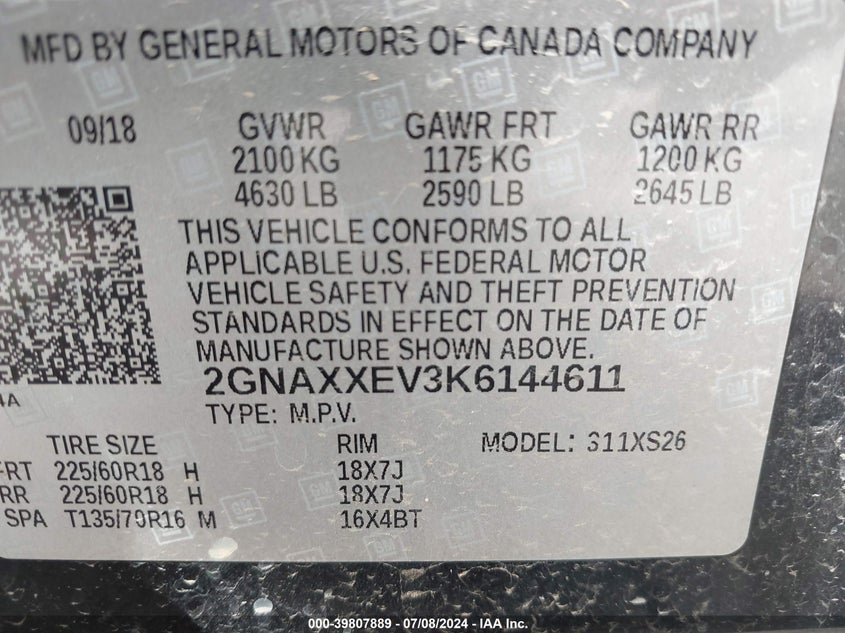 MFD BY GENERAL MOTORS OF CANADA COMPANY
09/18 GVWR GAWR FRT GAWR RR
2100 KG 1175 KG 1200 KG
4630 LB 2590 LB 2645 LB
THIS VEHICLE CONFORMS TO ALL
APPLICABLE U.S. FEDERAL MOTOR
VEHICLE SAFETY AND THEFT PREVENTION
STANDARDS IN EFFECT ON THE DATE OF
MANUFACTURE SHOWN ABOVE.
2GNAXXEV3K6144611
TYPE: M.P.V.
TIRE SIZE RIM MODEL: 311XS26
FRT 225/60R18 H 18X7J
RR 225/60R18 H 18X7J
SPA T135/70R16 M 16X4BT
000-39807889 - 07/08/2024 - IAAI.com